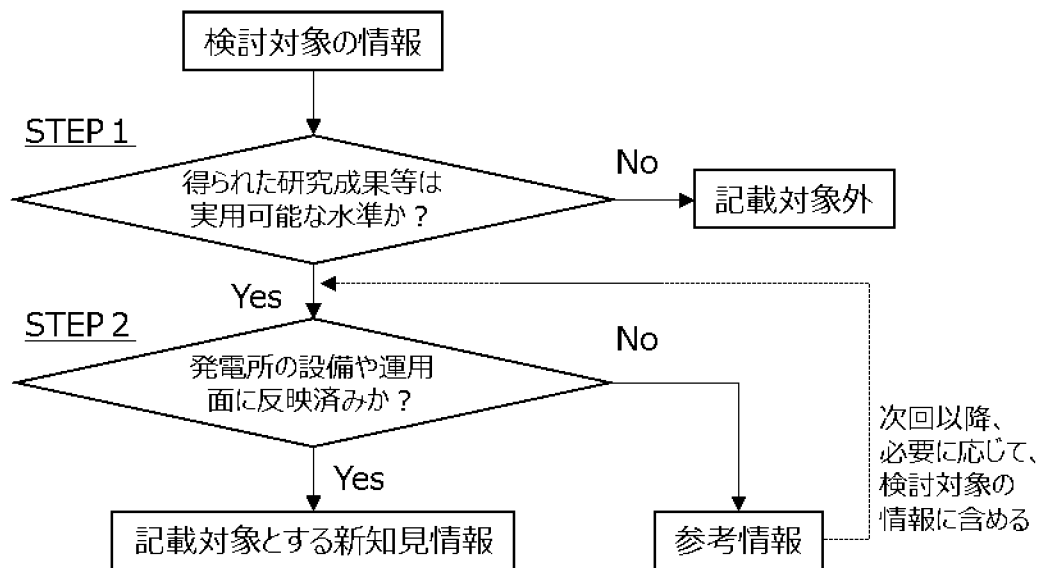 検討対象の情報
STEP 1
得られた研究成果等は
実用可能な水準か？
No
記載対象外
Yes
STEP 2
発電所の設備や運用
面に反映済みか？
No
次回以降、
必要に応じて、
検討対象の
情報に含める
Yes
記載対象とする新知見情報
参考情報